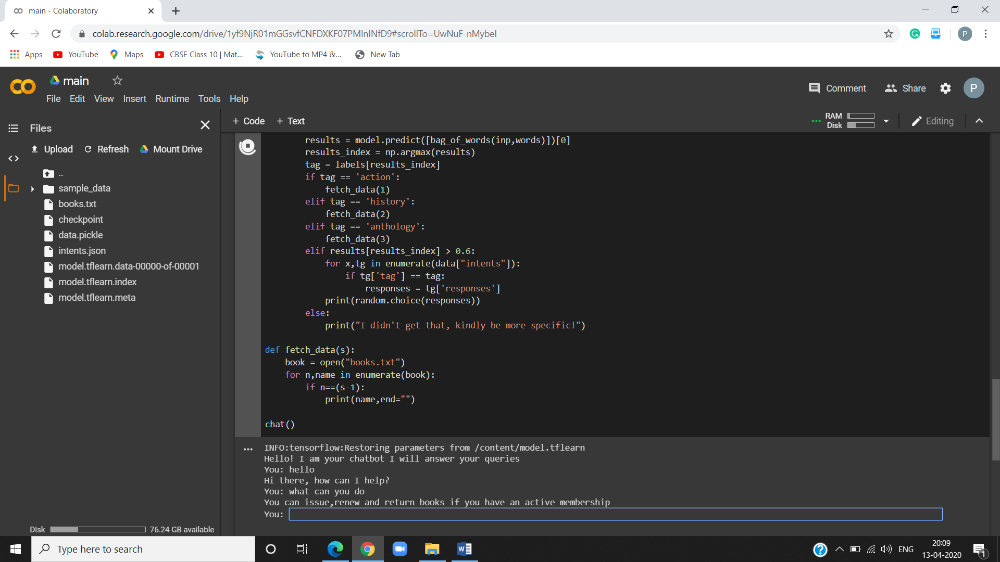 main - Colaboratory
colab.research.google.com/drive/1yf9NjR01mGGsvfCNFDXKF07PMInINfD9#scrollTo=UwNuF-nMybeI
P
Apps YouTube Maps CBSE Class 10 | Mat... YouTube to MP4 &... New Tab
main
File Edit View Insert Runtime Tools Help
Comment Share P
Files
+ Code + Text
RAM
Disk
Editing
Upload Refresh Mount Drive
..
sample_data
books.txt
checkpoint
data.pickle
intents.json
model.tflearn.data-00000-of-00001
model.tflearn.index
model.tflearn.meta
Disk 76.24 GB available
        results = model.predict([bag_of_words(inp,words)])[0]
        results_index = np.argmax(results)
        tag = labels[results_index]
        if tag == 'action':
            fetch_data(1)
        elif tag == 'history':
            fetch_data(2)
        elif tag == 'anthology':
            fetch_data(3)
        elif results[results_index] > 0.6:
            for x,tg in enumerate(data["intents"]):
                if tg['tag'] == tag:
                    responses = tg['responses']
            print(random.choice(responses))
        else:
            print("I didn't get that, kindly be more specific!")
def fetch_data(s):
    book = open("books.txt")
    for n,name in enumerate(book):
        if n==(s-1):
            print(name,end="")
chat()
INFO:tensorflow:Restoring parameters from /content/model.tflearn
Hello! I am your chatbot I will answer your queries
You: hello
Hi there, how can I help?
You: what can you do
You can issue,renew and return books if you have an active membership
You:
Type here to search
W
ENG
20:09
13-04-2020
1